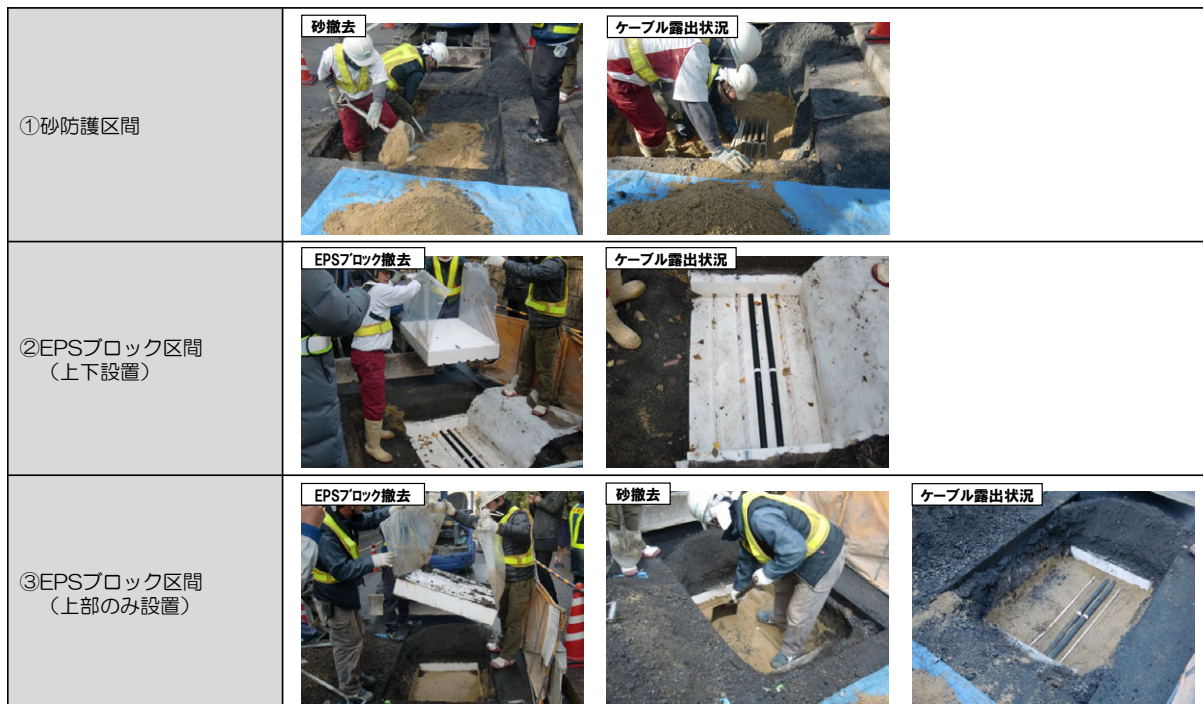 砂撤去
ケーブル露出状況
①砂防護区間
EPSブロック撤去
ケーブル露出状況
②EPSブロック区間
（上下設置）
EPSブロック撤去
砂撤去
ケーブル露出状況
③EPSブロック区間
（上部のみ設置）